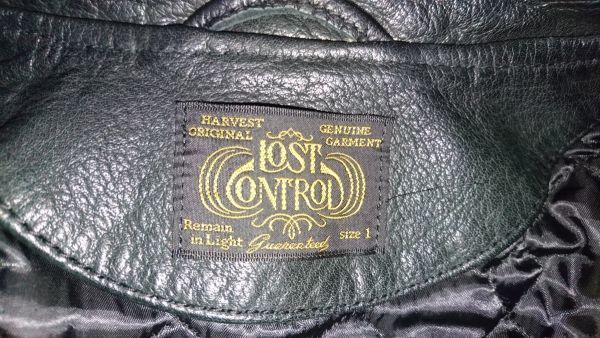 HARVEST
ORIGINAL
GENUINE
GARMENT
LOST
CONTROL
Remain
in Light
Guaranteed
size 1